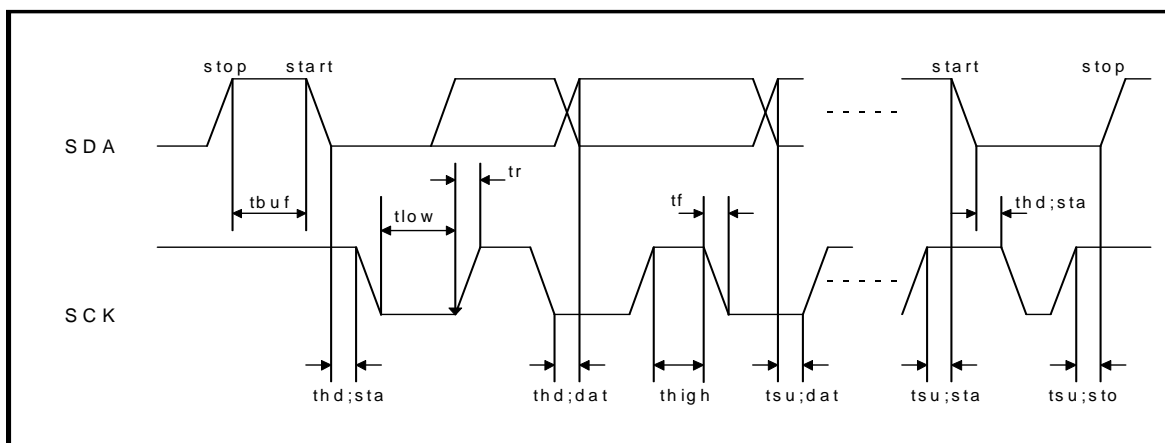 stop start start stop
SDA
tr
tbuf tlow tf thd;sta
SCK
thd;sta thd;dat thigh tsu;dat tsu;sta tsu;sto